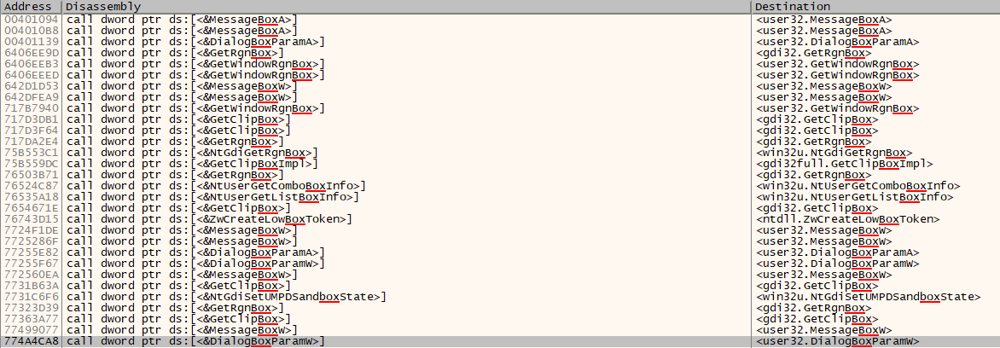 Address Disassembly Destination
00401094 call dword ptr ds:[<&MessageBoxA>] <user32.MessageBoxA>
004010B8 call dword ptr ds:[<&MessageBoxA>] <user32.MessageBoxA>
00401139 call dword ptr ds:[<&DialogBoxParamA>] <user32.DialogBoxParamA>
6406EE9D call dword ptr ds:[<&GetRgnBox>] <gdi32.GetRgnBox>
6406EEB3 call dword ptr ds:[<&GetWindowRgnBox>] <user32.GetWindowRgnBox>
6406EEED call dword ptr ds:[<&GetWindowRgnBox>] <user32.GetWindowRgnBox>
642D1D53 call dword ptr ds:[<&MessageBoxW>] <user32.MessageBoxW>
642DFEA9 call dword ptr ds:[<&MessageBoxW>] <user32.MessageBoxW>
717B7940 call dword ptr ds:[<&GetWindowRgnBox>] <user32.GetWindowRgnBox>
717D3DB1 call dword ptr ds:[<&GetClipBox>] <gdi32.GetClipBox>
717D3F64 call dword ptr ds:[<&GetClipBox>] <gdi32.GetClipBox>
717DA2E4 call dword ptr ds:[<&GetRgnBox>] <gdi32.GetRgnBox>
75B553C1 call dword ptr ds:[<&NtGdiGetRgnBox>] <win32u.NtGdiGetRgnBox>
75B559DC call dword ptr ds:[<&GetClipBoxImpl>] <gdi32full.GetClipBoxImpl>
76503B71 call dword ptr ds:[<&GetRgnBox>] <gdi32.GetRgnBox>
76524C87 call dword ptr ds:[<&NtUserGetComboBoxInfo>] <win32u.NtUserGetComboBoxInfo>
76535A18 call dword ptr ds:[<&NtUserGetListBoxInfo>] <win32u.NtUserGetListBoxInfo>
7654671E call dword ptr ds:[<&GetClipBox>] <gdi32.GetClipBox>
76743D15 call dword ptr ds:[<&ZwCreateLowBoxToken>] <ntdll.ZwCreateLowBoxToken>
7724F1DE call dword ptr ds:[<&MessageBoxW>] <user32.MessageBoxW>
7725286F call dword ptr ds:[<&MessageBoxW>] <user32.MessageBoxW>
77255E82 call dword ptr ds:[<&DialogBoxParamA>] <user32.DialogBoxParamA>
77255F67 call dword ptr ds:[<&DialogBoxParamW>] <user32.DialogBoxParamW>
772560EA call dword ptr ds:[<&MessageBoxW>] <user32.MessageBoxW>
7731B63A call dword ptr ds:[<&GetClipBox>] <gdi32.GetClipBox>
7731C6F6 call dword ptr ds:[<&NtGdiSetUMPDSandboxState>] <win32u.NtGdiSetUMPDSandboxState>
77323D39 call dword ptr ds:[<&GetRgnBox>] <gdi32.GetRgnBox>
77363A77 call dword ptr ds:[<&GetClipBox>] <gdi32.GetClipBox>
77499077 call dword ptr ds:[<&MessageBoxW>] <user32.MessageBoxW>
774A4CA8 call dword ptr ds:[<&DialogBoxParamW>] <user32.DialogBoxParamW>